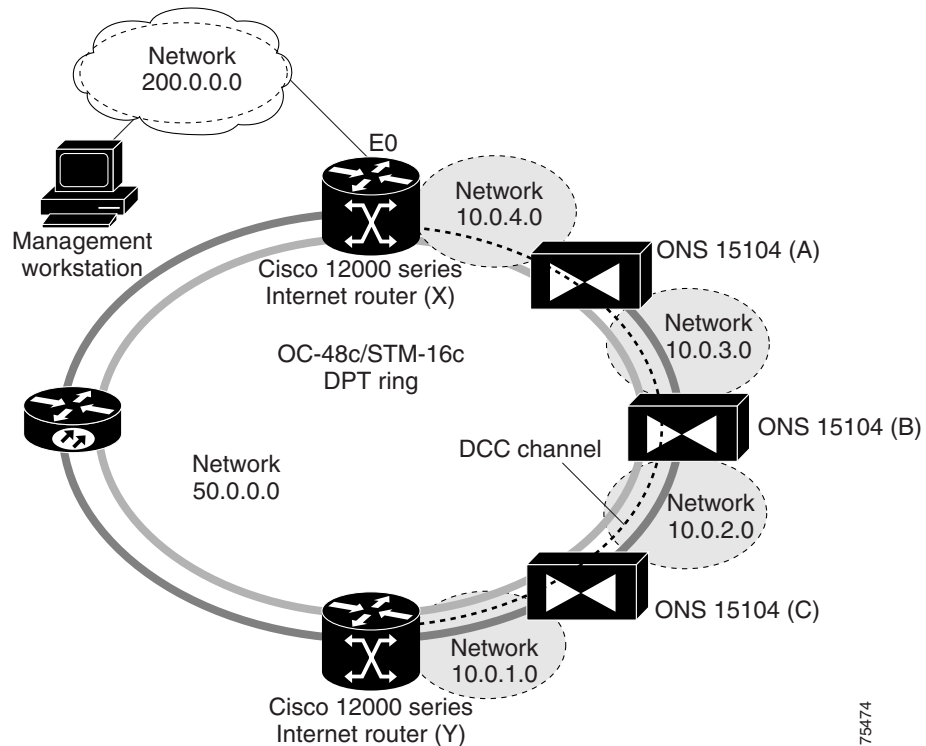 Network
200.0.0.0
E0
Management
workstation
Network
10.0.4.0
Cisco 12000 series
Internet router (X)
ONS 15104 (A)
Network
10.0.3.0
OC-48c/STM-16c
DPT ring
ONS 15104 (B)
DCC channel
Network
50.0.0.0
Network
10.0.2.0
ONS 15104 (C)
Network
10.0.1.0
Cisco 12000 series
Internet router (Y)
75474